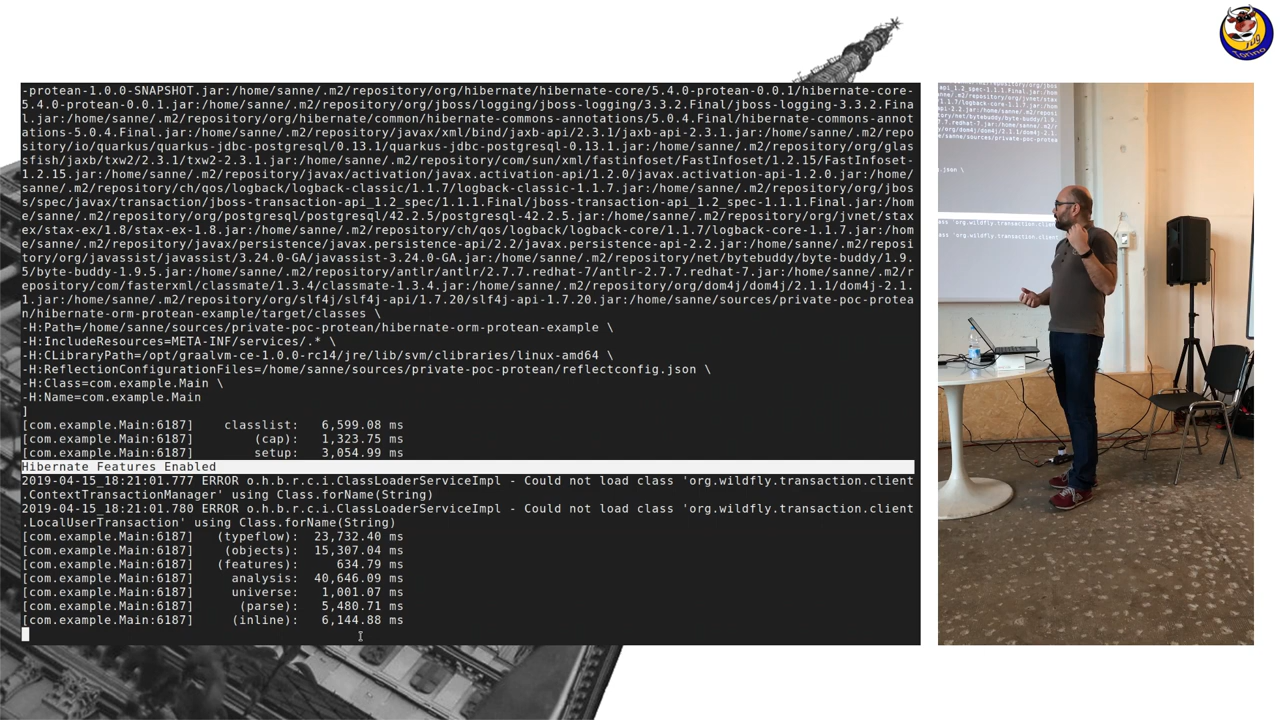 -protean-1.0.0-SNAPSHOT.jar:/home/sanne/.m2/repository/org/hibernate/hibernate-core/5.4.0-protean-0.0.1/hibernate-core-
5.4.0-protean-0.0.1.jar:/home/sanne/.m2/repository/org/jboss/logging/jboss-logging/3.3.2.Final/jboss-logging-3.3.2.Fina
l.jar:/home/sanne/.m2/repository/org/hibernate/common/hibernate-commons-annotations/5.0.4.Final/hibernate-commons-annot
ations-5.0.4.Final.jar:/home/sanne/.m2/repository/javax/xml/bind/jaxb-api/2.3.1/jaxb-api-2.3.1.jar:/home/sanne/.m2/repo
sitory/io/quarkus/quarkus-jdbc-postgresql/0.13.1/quarkus-jdbc-postgresql-0.13.1.jar:/home/sanne/.m2/repository/org/glas
sfish/jaxb/txw2/2.3.1/txw2-2.3.1.jar:/home/sanne/.m2/repository/com/sun/xml/fastinfoset/FastInfoset/1.2.15/FastInfoset-
1.2.15.jar:/home/sanne/.m2/repository/javax/activation/javax.activation-api/1.2.0/javax.activation-api-1.2.0.jar:/home/
sanne/.m2/repository/ch/qos/logback/logback-classic/1.1.7/logback-classic-1.1.7.jar:/home/sanne/.m2/repository/org/jbos
s/spec/javax/transaction/jboss-transaction-api_1.2_spec/1.1.1.Final/jboss-transaction-api_1.2_spec-1.1.1.Final.jar:/hom
e/sanne/.m2/repository/org/postgresql/postgresql/42.2.5/postgresql-42.2.5.jar:/home/sanne/.m2/repository/org/jvnet/stax
ex/stax-ex/1.8/stax-ex-1.8.jar:/home/sanne/.m2/repository/ch/qos/logback/logback-core/1.1.7/logback-core-1.1.7.jar:/hom
e/sanne/.m2/repository/javax/persistence/javax.persistence-api/2.2/javax.persistence-api-2.2.jar:/home/sanne/.m2/reposi
tory/org/javassist/javassist/3.24.0-GA/javassist-3.24.0-GA.jar:/home/sanne/.m2/repository/net/bytebuddy/byte-buddy/1.9.
5/byte-buddy-1.9.5.jar:/home/sanne/.m2/repository/antlr/antlr/2.7.7.redhat-7/antlr-2.7.7.redhat-7.jar:/home/sanne/.m2/r
epository/com/fasterxml/classmate/1.3.4/classmate-1.3.4.jar:/home/sanne/.m2/repository/org/dom4j/dom4j/2.1.1/dom4j-2.1.
1.jar:/home/sanne/.m2/repository/org/slf4j/slf4j-api/1.7.20/slf4j-api-1.7.20.jar:/home/sanne/sources/private-poc-protea
n/hibernate-orm-protean-example/target/classes \
-H:Path=/home/sanne/sources/private-poc-protean/hibernate-orm-protean-example \
-H:IncludeResources=META-INF/services/.* \
-H:CLibraryPath=/opt/graalvm-ce-1.0.0-rc14/jre/lib/svm/clibraries/linux-amd64 \
-H:ReflectionConfigurationFiles=/home/sanne/sources/private-poc-protean/reflectconfig.json \
-H:Class=com.example.Main \
-H:Name=com.example.Main
]
[com.example.Main:6187] classlist: 6,599.08 ms
[com.example.Main:6187] (cap): 1,323.75 ms
[com.example.Main:6187] setup: 3,054.99 ms
Hibernate Features Enabled
2019-04-15_18:21:01.777 ERROR o.h.b.r.c.i.ClassLoaderServiceImpl - Could not load class 'org.wildfly.transaction.client
.ContextTransactionManager' using Class.forName(String)
2019-04-15_18:21:01.780 ERROR o.h.b.r.c.i.ClassLoaderServiceImpl - Could not load class 'org.wildfly.transaction.client
.LocalUserTransaction' using Class.forName(String)
[com.example.Main:6187] (typeflow): 23,732.40 ms
[com.example.Main:6187] (objects): 15,307.04 ms
[com.example.Main:6187] (features): 634.79 ms
[com.example.Main:6187] analysis: 40,646.09 ms
[com.example.Main:6187] universe: 1,001.07 ms
[com.example.Main:6187] (parse): 5,480.71 ms
[com.example.Main:6187] (inline): 6,144.88 ms
Jug
Torino